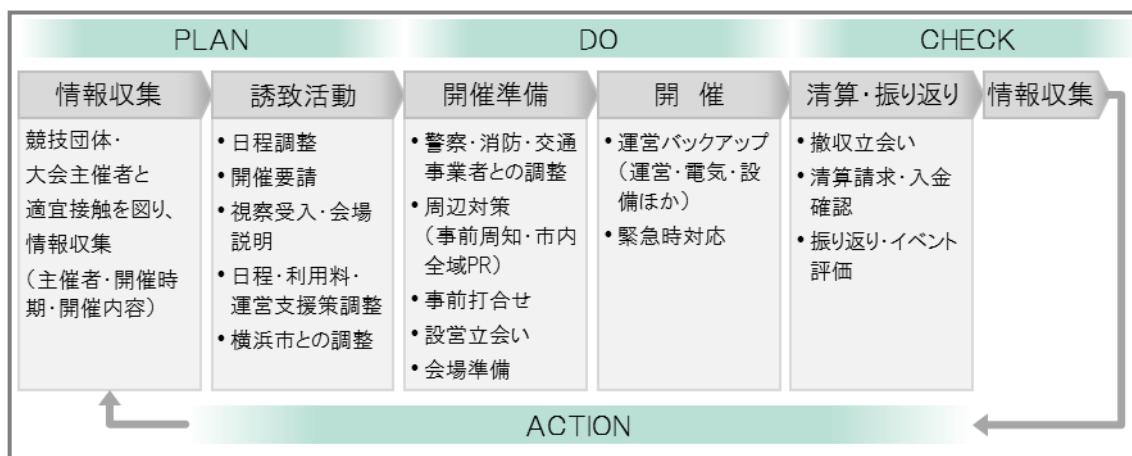 PLAN
DO
CHECK
情報収集
誘致活動
開催準備
開 催
清算・振り返り
情報収集
競技団体・
大会主催者と
適宜接触を図り、
情報収集
（主催者・開催時
期・開催内容）
• 日程調整
• 開催要請
• 視察受入・会場
説明
• 日程・利用料・
運営支援策調整
• 横浜市との調整
• 警察・消防・交通
事業者との調整
• 周辺対策
（事前周知・市内
全域PR）
• 事前打合せ
• 設営立会い
• 会場準備
• 運営バックアップ
（運営・電気・設
備ほか）
• 緊急時対応
• 撤収立会い
• 清算請求・入金
確認
• 振り返り・イベント
評価
ACTION